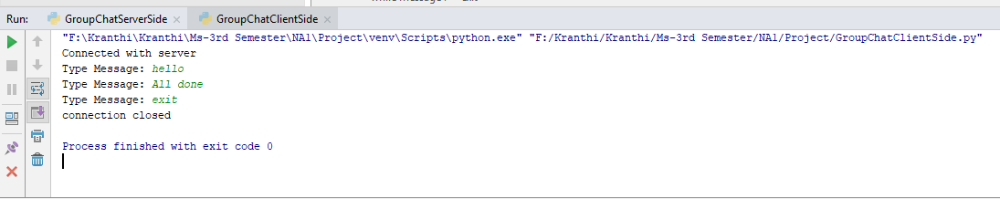 Run: GroupChatServerSide × GroupChatClientSide ×
"F:\Kranthi\Kranthi\Ms-3rd Semester\NA1\Project\venv\Scripts\python.exe" "F:/Kranthi/Kranthi/Ms-3rd Semester/NA1/Project/GroupChatClientSide.py"
Connected with server
Type Message: hello
Type Message: All done
Type Message: exit
connection closed
Process finished with exit code 0